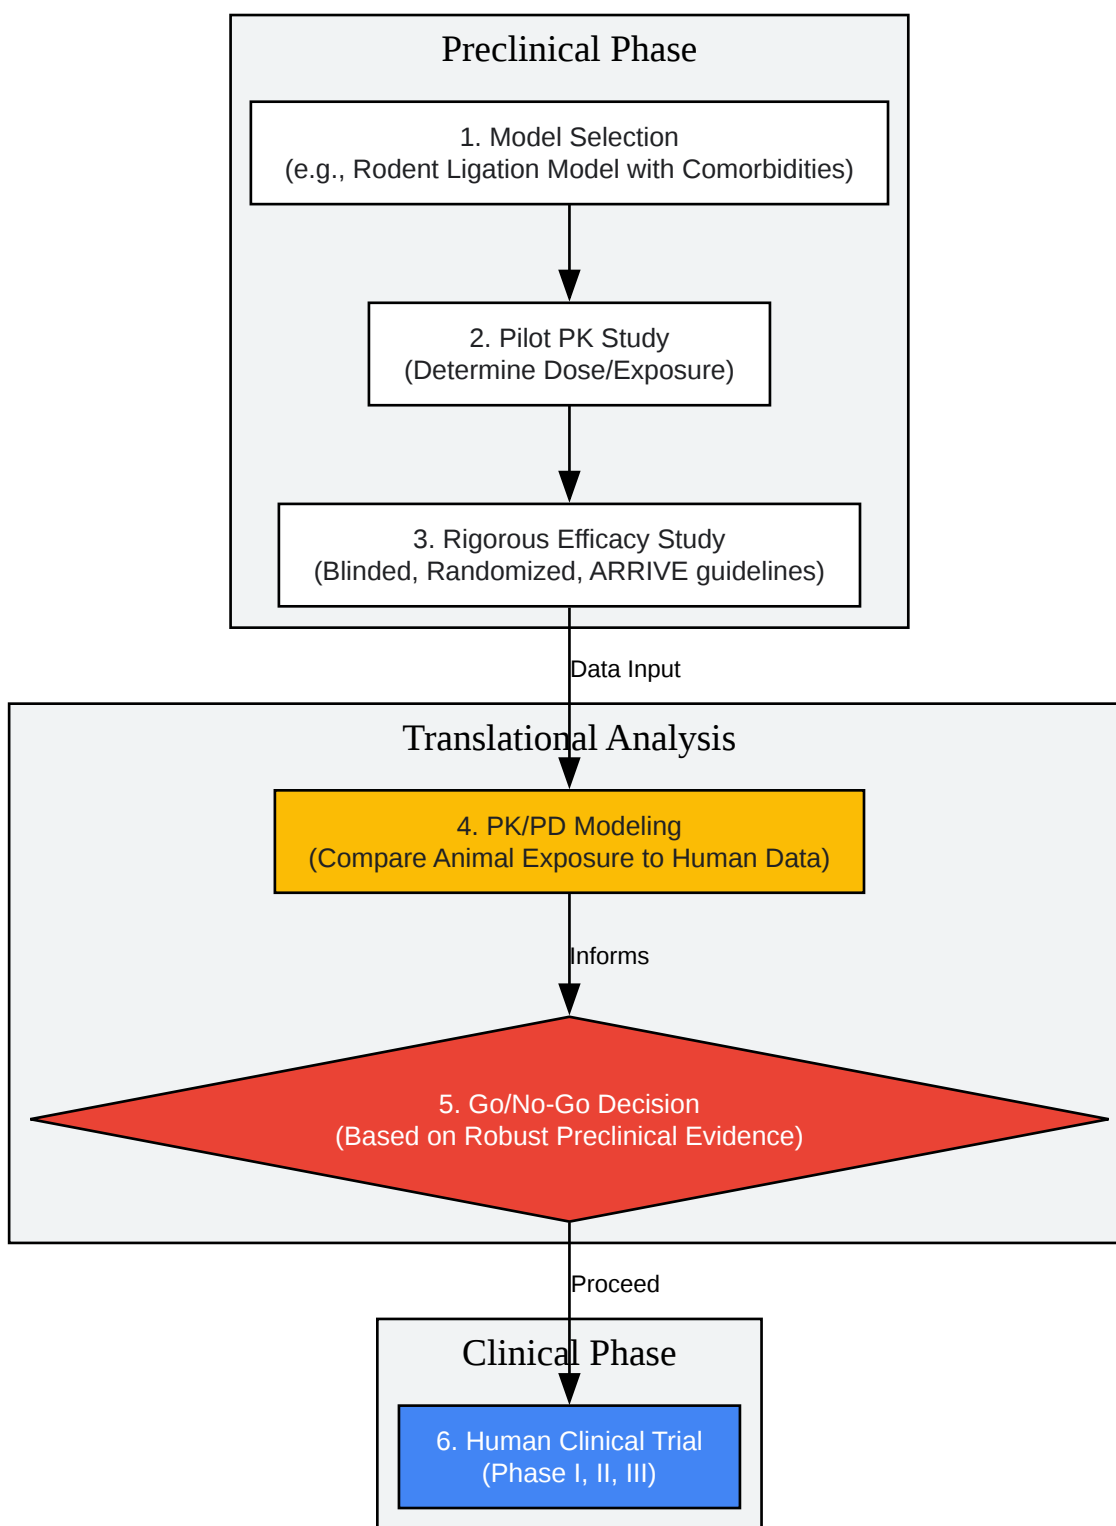 Preclinical Phase
1. Model Selection
(e.g., Rodent Ligation Model with Comorbidities)
2. Pilot PK Study
(Determine Dose/Exposure)
3. Rigorous Efficacy Study
(Blinded, Randomized, ARRIVE guidelines)
Data Input
Translational Analysis
4. PK/PD Modeling
(Compare Animal Exposure to Human Data)
Informs
5. Go/No-Go Decision
(Based on Robust Preclinical Evidence)
Proceed
Clinical Phase
6. Human Clinical Trial
(Phase I, II, III)